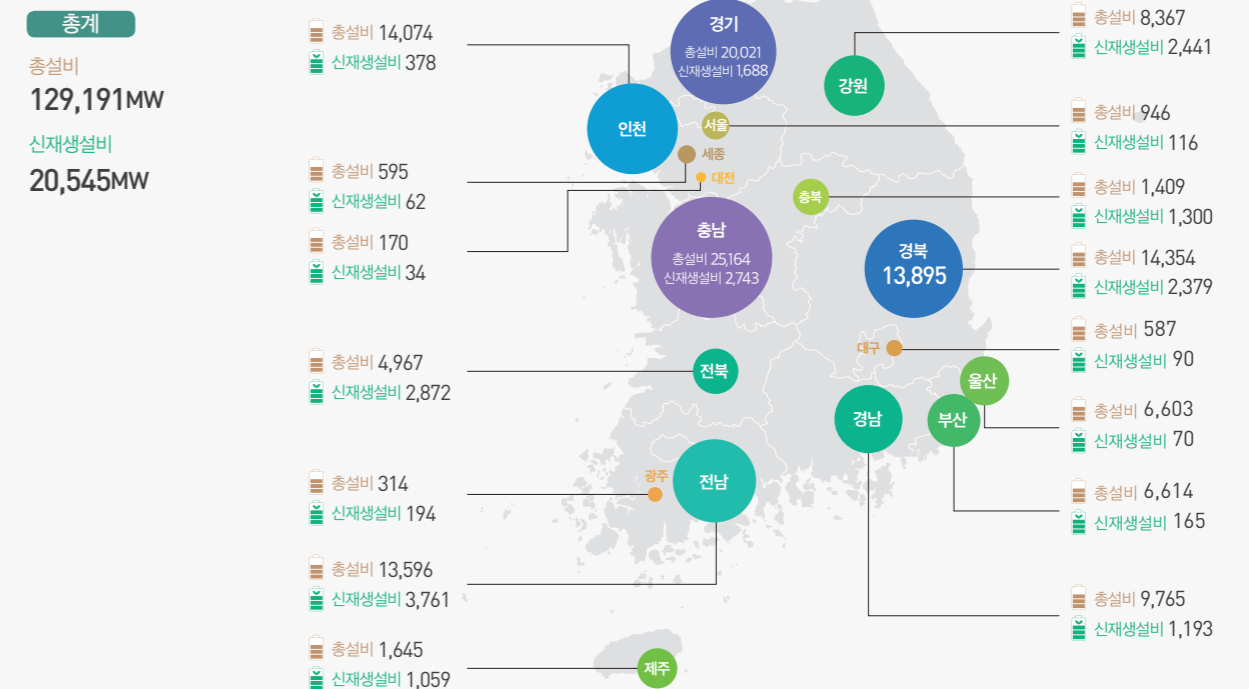 총계
총설비
129,191MW
신재생설비
20,545MW
총설비 14,074
신재생설비 378
총설비 595
신재생설비 62
총설비 170
신재생설비 34
총설비 4,967
신재생설비 2,872
총설비 314
신재생설비 194
총설비 13,596
신재생설비 3,761
총설비 1,645
신재생설비 1,059
경기
총설비 20,021
신재생설비 1,688
강원
인천
서울
세종
대전
충북
충남
총설비 25,164
신재생설비 2,743
경북
13,895
대구
전북
울산
경남
부산
광주
전남
제주
총설비 8,367
신재생설비 2,441
총설비 946
신재생설비 116
총설비 1,409
신재생설비 1,300
총설비 14,354
신재생설비 2,379
총설비 587
신재생설비 90
총설비 6,603
신재생설비 70
총설비 6,614
신재생설비 165
총설비 9,765
신재생설비 1,193